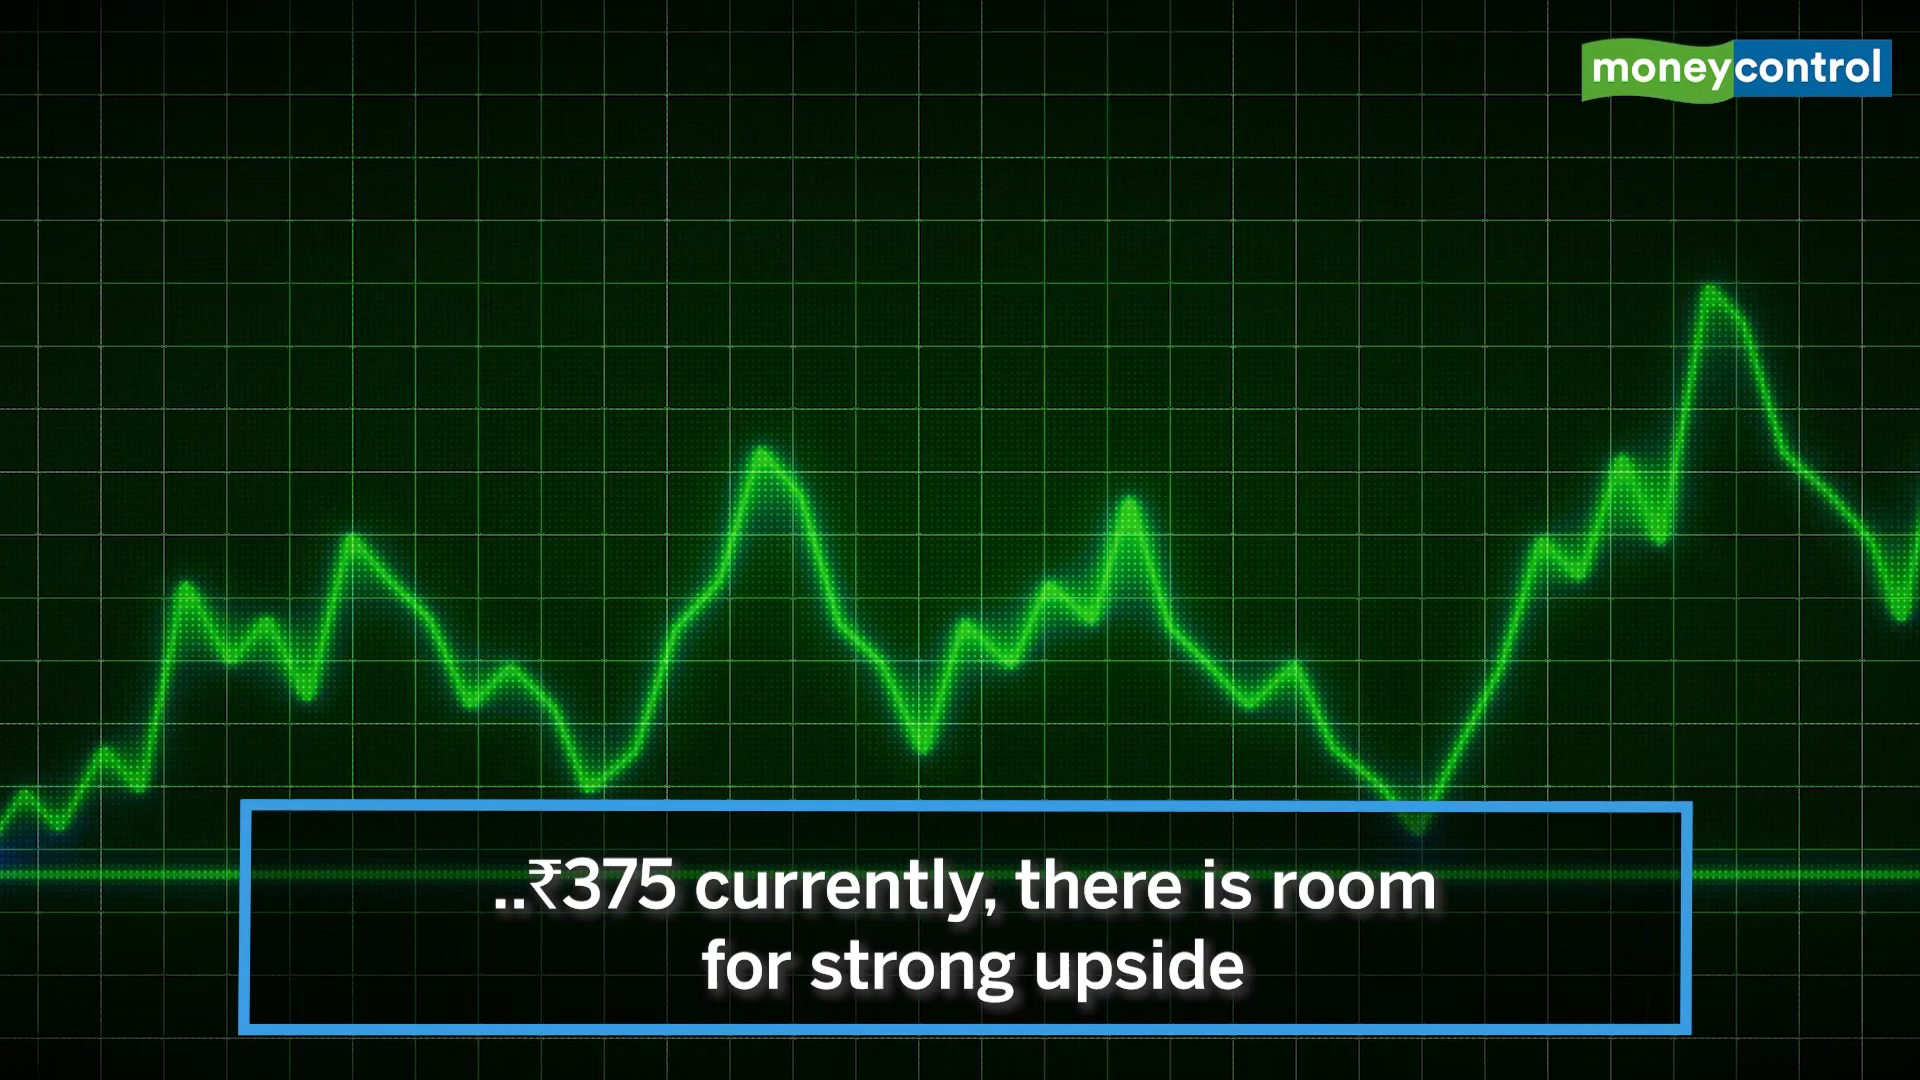 moneycontrol
..₹375 currently, there is room
for strong upside